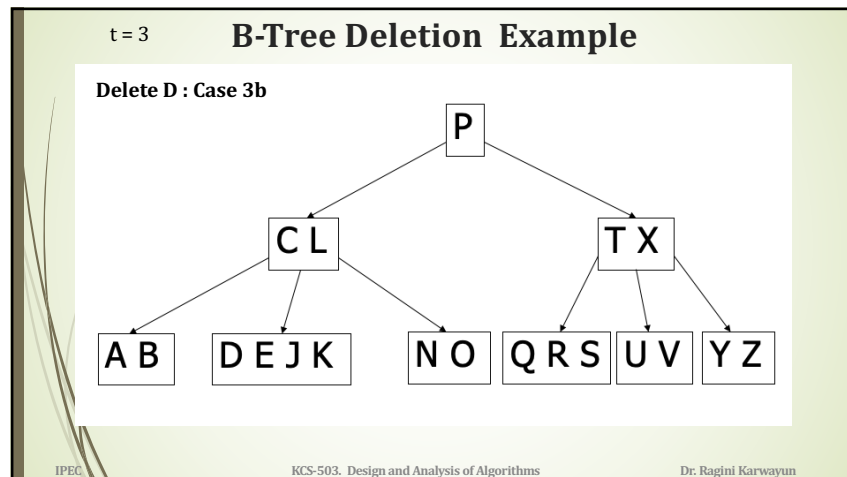 t = 3
B-Tree Deletion Example
Delete D : Case 3b
P
C L
T X
A B
D E J K
N O
Q R S
U V
Y Z
IPEC
KCS-503. Design and Analysis of Algorithms
Dr. Ragini Karwayun